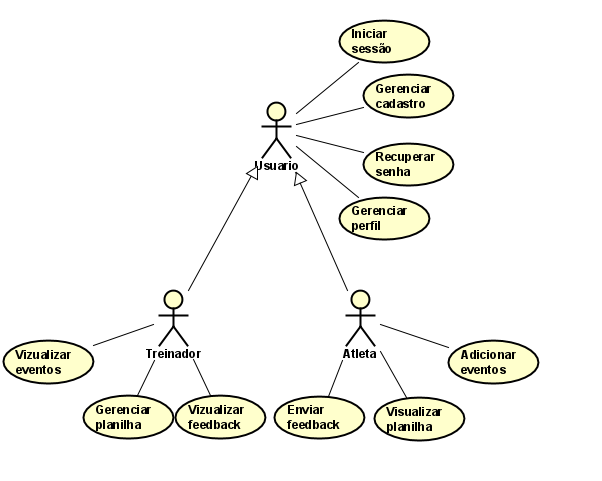 Iniciar
sessão
Gerenciar
cadastro
Usuario
Recuperar
senha
Gerenciar
perfil
Treinador
Atleta
Vizualizar
eventos
Adicionar
eventos
Gerenciar
planilha
Vizualizar
feedback
Enviar
feedback
Visualizar
planilha